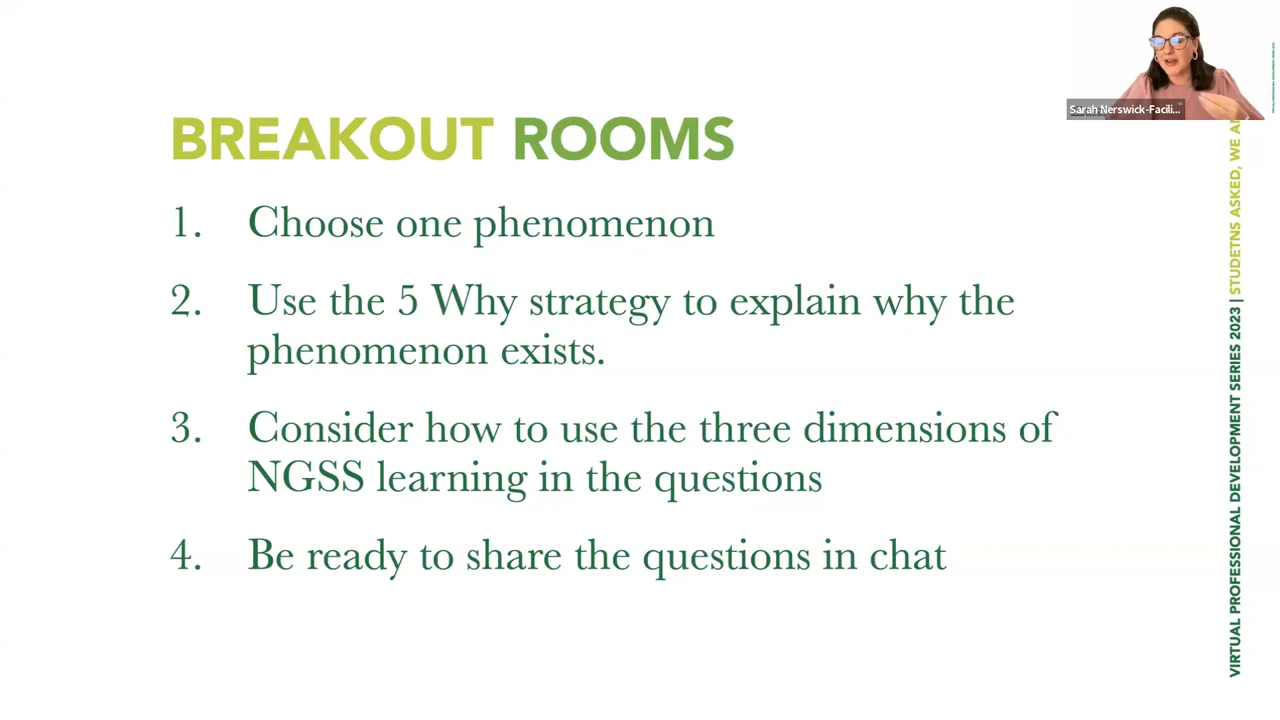 BREAKOUT ROOMS
1. Choose one phenomenon
2. Use the 5 Why strategy to explain why the
phenomenon exists.
3. Consider how to use the three dimensions of
NGSS learning in the questions
4. Be ready to share the questions in chat
Sarah Nerswick-Facili...
VIRTUAL PROFESSIONAL DEVELOPMENT SERIES 2023 | STUDETNS ASKED, WE AN